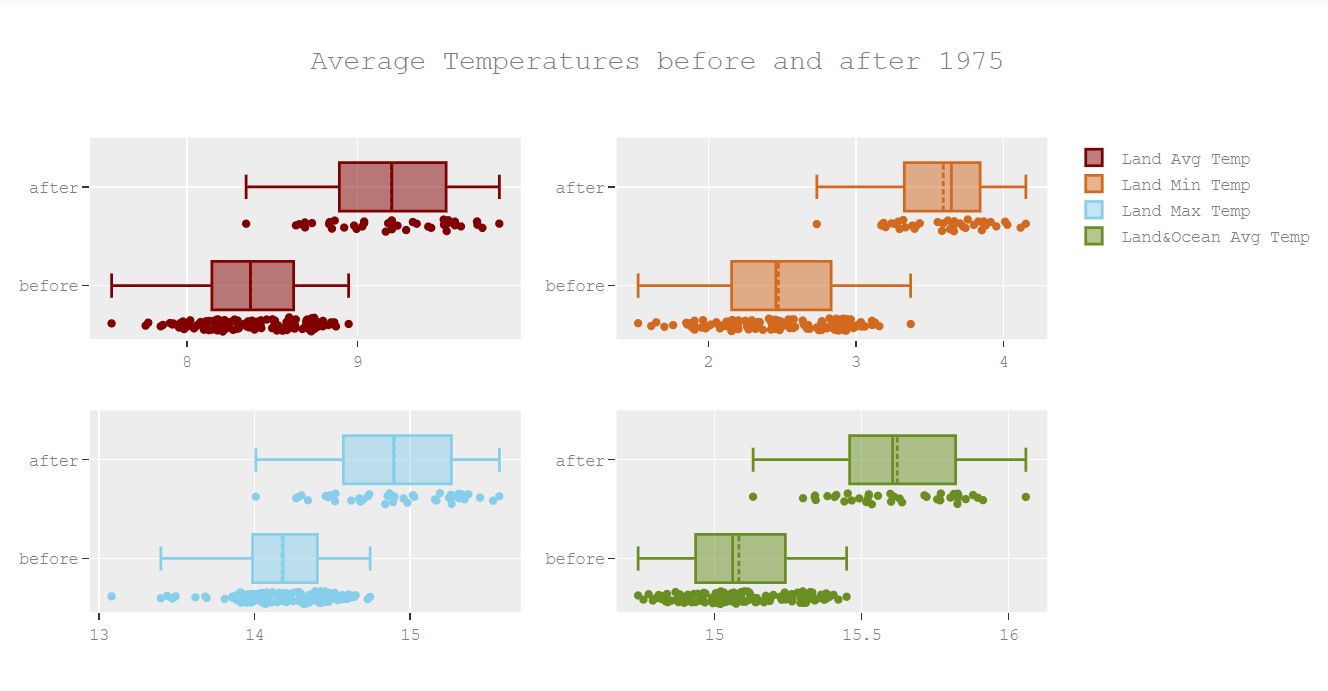 Average Temperatures before and after 1975
after
before
8 9
after
before
2 3 4
Land Avg Temp
Land Min Temp
Land Max Temp
Land&Ocean Avg Temp
after
before
13 14 15
after
before
15 15.5 16